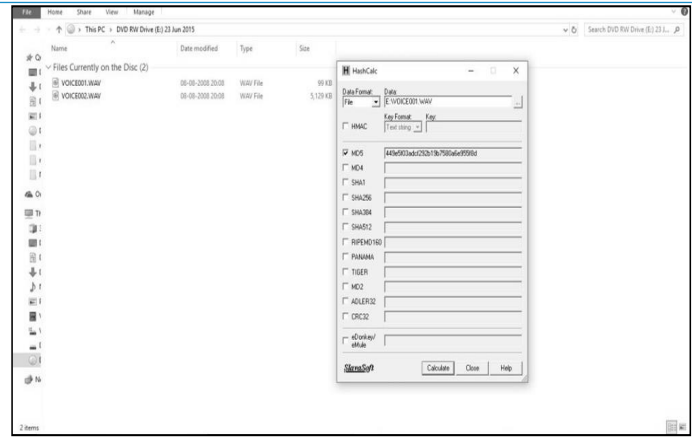 File Home Share View Manage
This PC > DVD RW Drive (E:) 23 Jun 2015
Search DVD RW Drive (E:) 23 J...
Name Date modified Type Size
Files Currently on the Disc (2)
VOICE001.WAV 08-08-2008 20:08 WAV File 99 KB
VOICE002.WAV 08-08-2008 20:08 WAV File 5,129 KB
HashCalc
Data Format: Data:
File E:\VOICE001.WAV ...
Key Format: Key:
HMAC Text string
MD5
MD4
SHA1
SHA256
SHA384
SHA512
RIPEMD160
PANAMA
TIGER
MD2
ADLER32
CRC32
eDonkey/
eMule
SlavaSoft Calculate Close Help
2 items